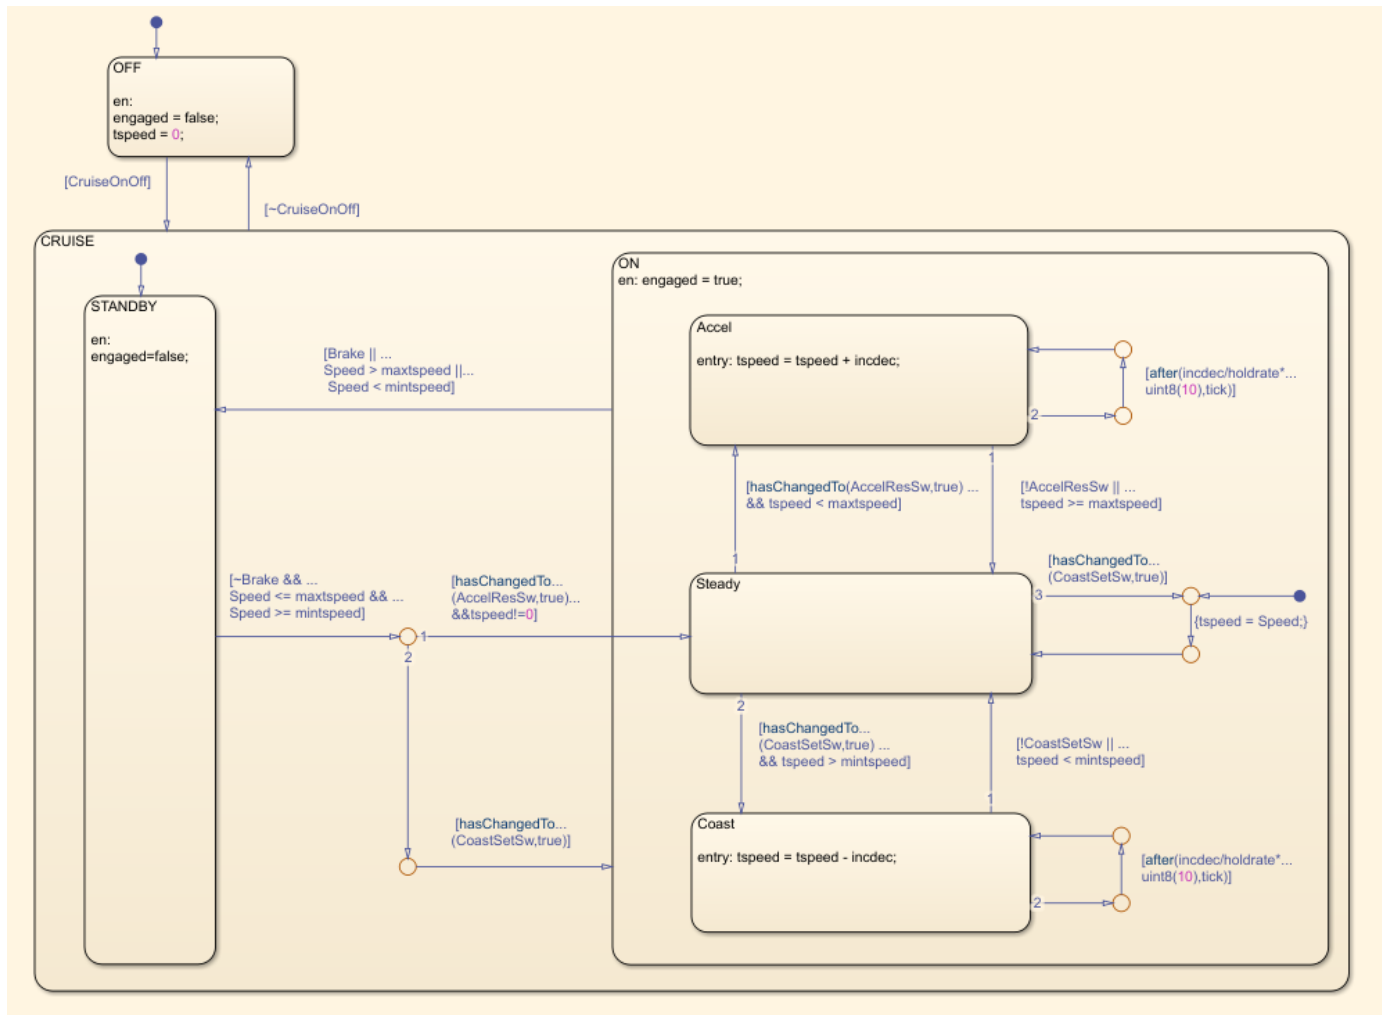 OFF
en:
engaged = false;
tspeed = 0;
[CruiseOnOff]
[~CruiseOnOff]
CRUISE
STANDBY
en:
engaged=false;
[Brake || ...
Speed > maxtspeed ||...
Speed < mintspeed]
[~Brake && ...
Speed <= maxtspeed && ...
Speed >= mintspeed]
1
[hasChangedTo...
(AccelResSw,true)...
&&tspeed!=0]
2
[hasChangedTo...
(CoastSetSw,true)]
ON
en: engaged = true;
Accel
entry: tspeed = tspeed + incdec;
2
[after(incdec/holdrate*...
uint8(10),tick)]
1
[hasChangedTo(AccelResSw,true) ...
&& tspeed < maxtspeed]
[!AccelResSw || ...
tspeed >= maxtspeed]
1
Steady
[hasChangedTo...
(CoastSetSw,true)]
3
{tspeed = Speed;}
2
[hasChangedTo...
(CoastSetSw,true) ...
&& tspeed > mintspeed]
[!CoastSetSw || ...
tspeed < mintspeed]
1
Coast
entry: tspeed = tspeed - incdec;
2
[after(incdec/holdrate*...
uint8(10),tick)]